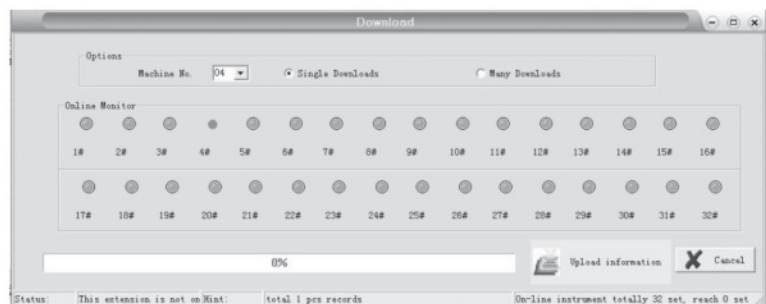 Download
Options
Machine No. 04 Single Downloads Many Downloads
Online Monitor
1# 2# 3# 4# 5# 6# 7# 8# 9# 10# 11# 12# 13# 14# 15# 16#
17# 18# 19# 20# 21# 22# 23# 24# 25# 26# 27# 28# 29# 30# 31# 32#
0% Upload information Cancel
Status: This extension is not on Hint: total 1 pcs records On-line instrument totally 32 set, reach 0 set